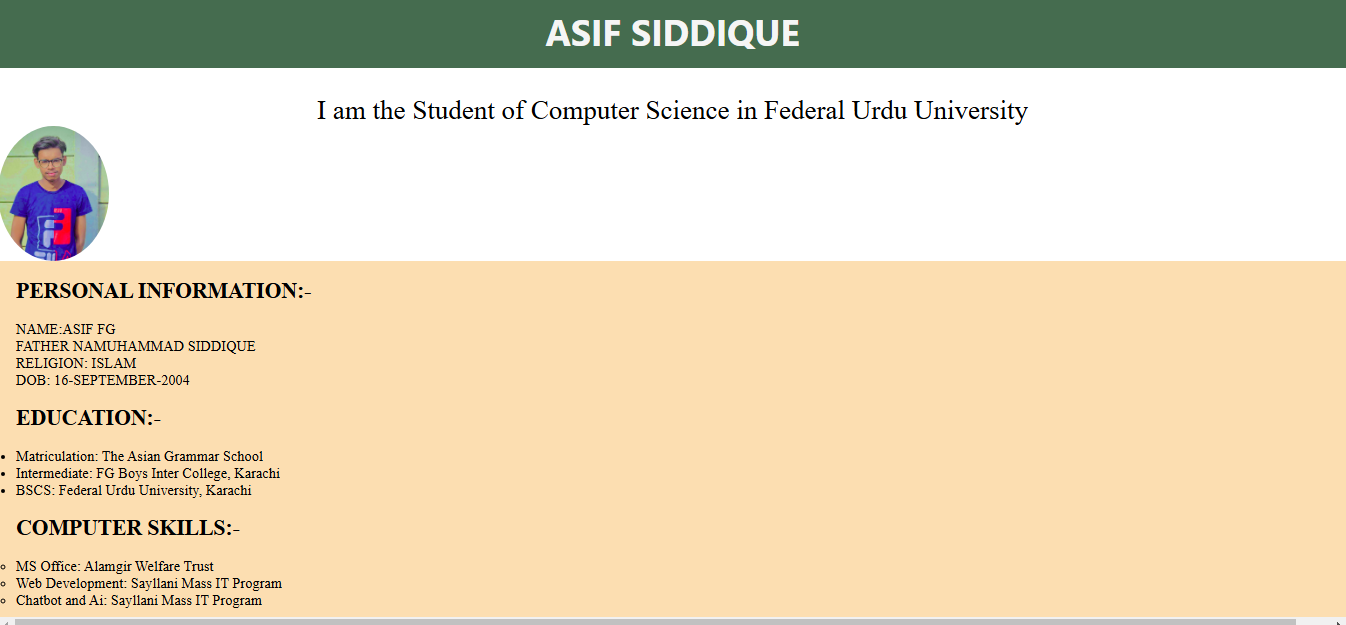 ASIF SIDDIQUE
I am the Student of Computer Science in Federal Urdu University
F
PERSONAL INFORMATION:-
NAME:ASIF FG
FATHER NAMUHAMMAD SIDDIQUE
RELIGION: ISLAM
DOB: 16-SEPTEMBER-2004
EDUCATION:-
• Matriculation: The Asian Grammar School
• Intermediate: FG Boys Inter College, Karachi
• BSCS: Federal Urdu University, Karachi
COMPUTER SKILLS:-
◦ MS Office: Alamgir Welfare Trust
◦ Web Development: Sayllani Mass IT Program
◦ Chatbot and Ai: Sayllani Mass IT Program